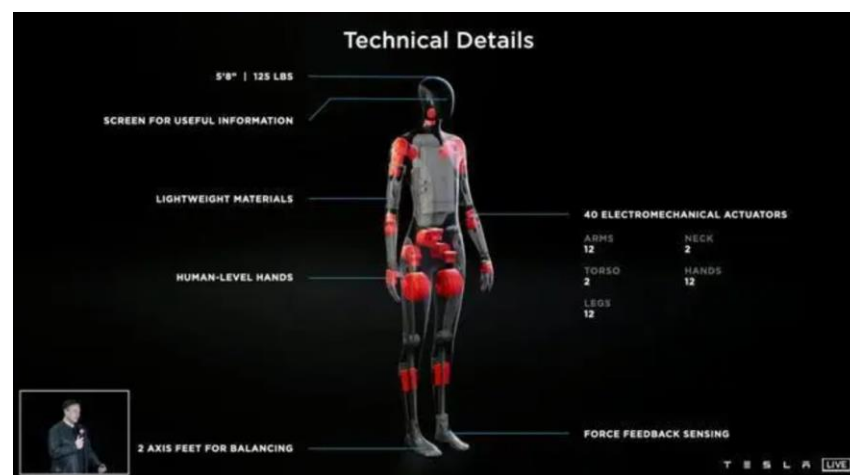 Technical Details
5'8" | 125 LBS
SCREEN FOR USEFUL INFORMATION
LIGHTWEIGHT MATERIALS
HUMAN-LEVEL HANDS
2 AXIS FEET FOR BALANCING
40 ELECTROMECHANICAL ACTUATORS
ARMS
12
NECK
2
TORSO
2
HANDS
12
LEGS
12
FORCE FEEDBACK SENSING
TESLA LIVE